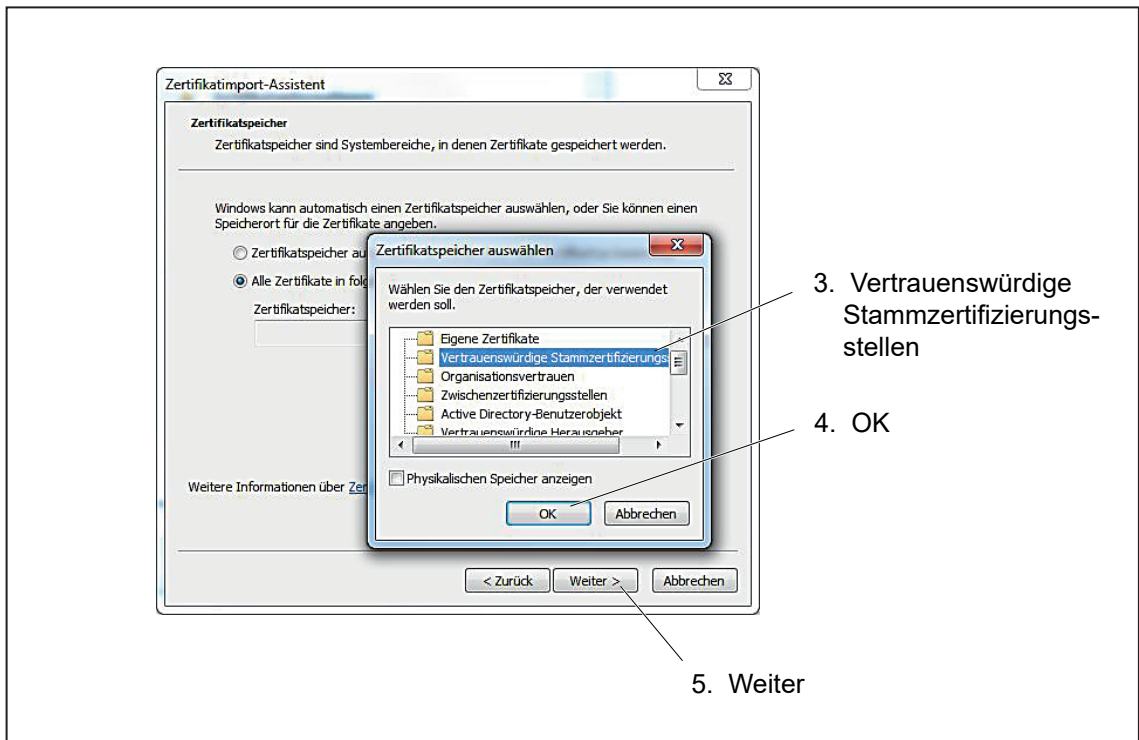 Zertifikatimport-Assistent
Zertifikatspeicher
Zertifikatspeicher sind Systembereiche, in denen Zertifikate gespeichert werden.
Windows kann automatisch einen Zertifikatspeicher auswählen, oder Sie können einen
Speicherort für die Zertifikate angeben.
Zertifikatspeicher au
Alle Zertifikate in folg
Zertifikatspeicher:
Weitere Informationen über Zer
Zertifikatspeicher auswählen
Wählen Sie den Zertifikatspeicher, der verwendet
werden soll.
Eigene Zertifikate
Vertrauenswürdige Stammzertifizierungs
Organisationsvertrauen
Zwischenzertifizierungsstellen
Active Directory-Benutzerobjekt
Vertrauenswürdige Herausgeber
Physikalischen Speicher anzeigen
OK
Abbrechen
< Zurück
Weiter >
Abbrechen
3. Vertrauenswürdige
Stammzertifizierungs-
stellen
4. OK
5. Weiter